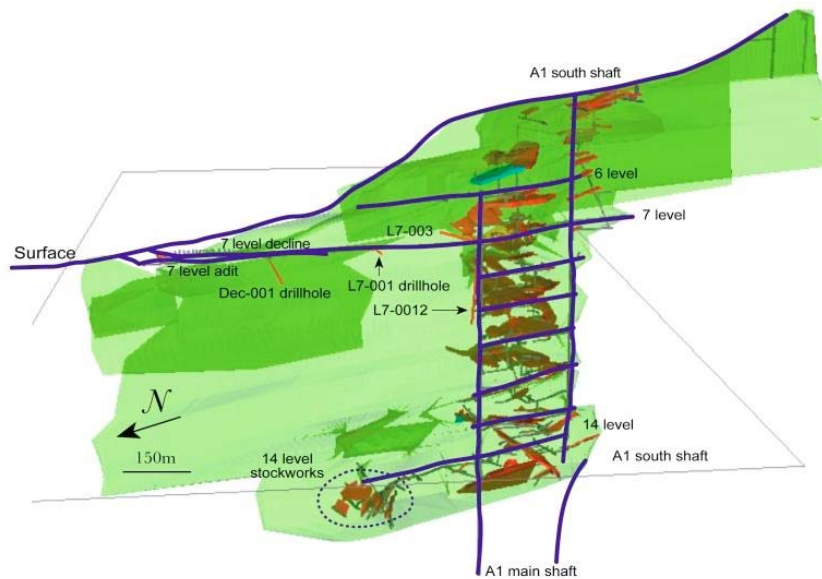 A1 south shaft
6 level
7 level
L7-003
Surface
7 level decline
7 level adit
L7-001 drillhole
Dec-001 drillhole
L7-0012
N
150m
14 level
14 level
stockworks
A1 south shaft
A1 main shaft